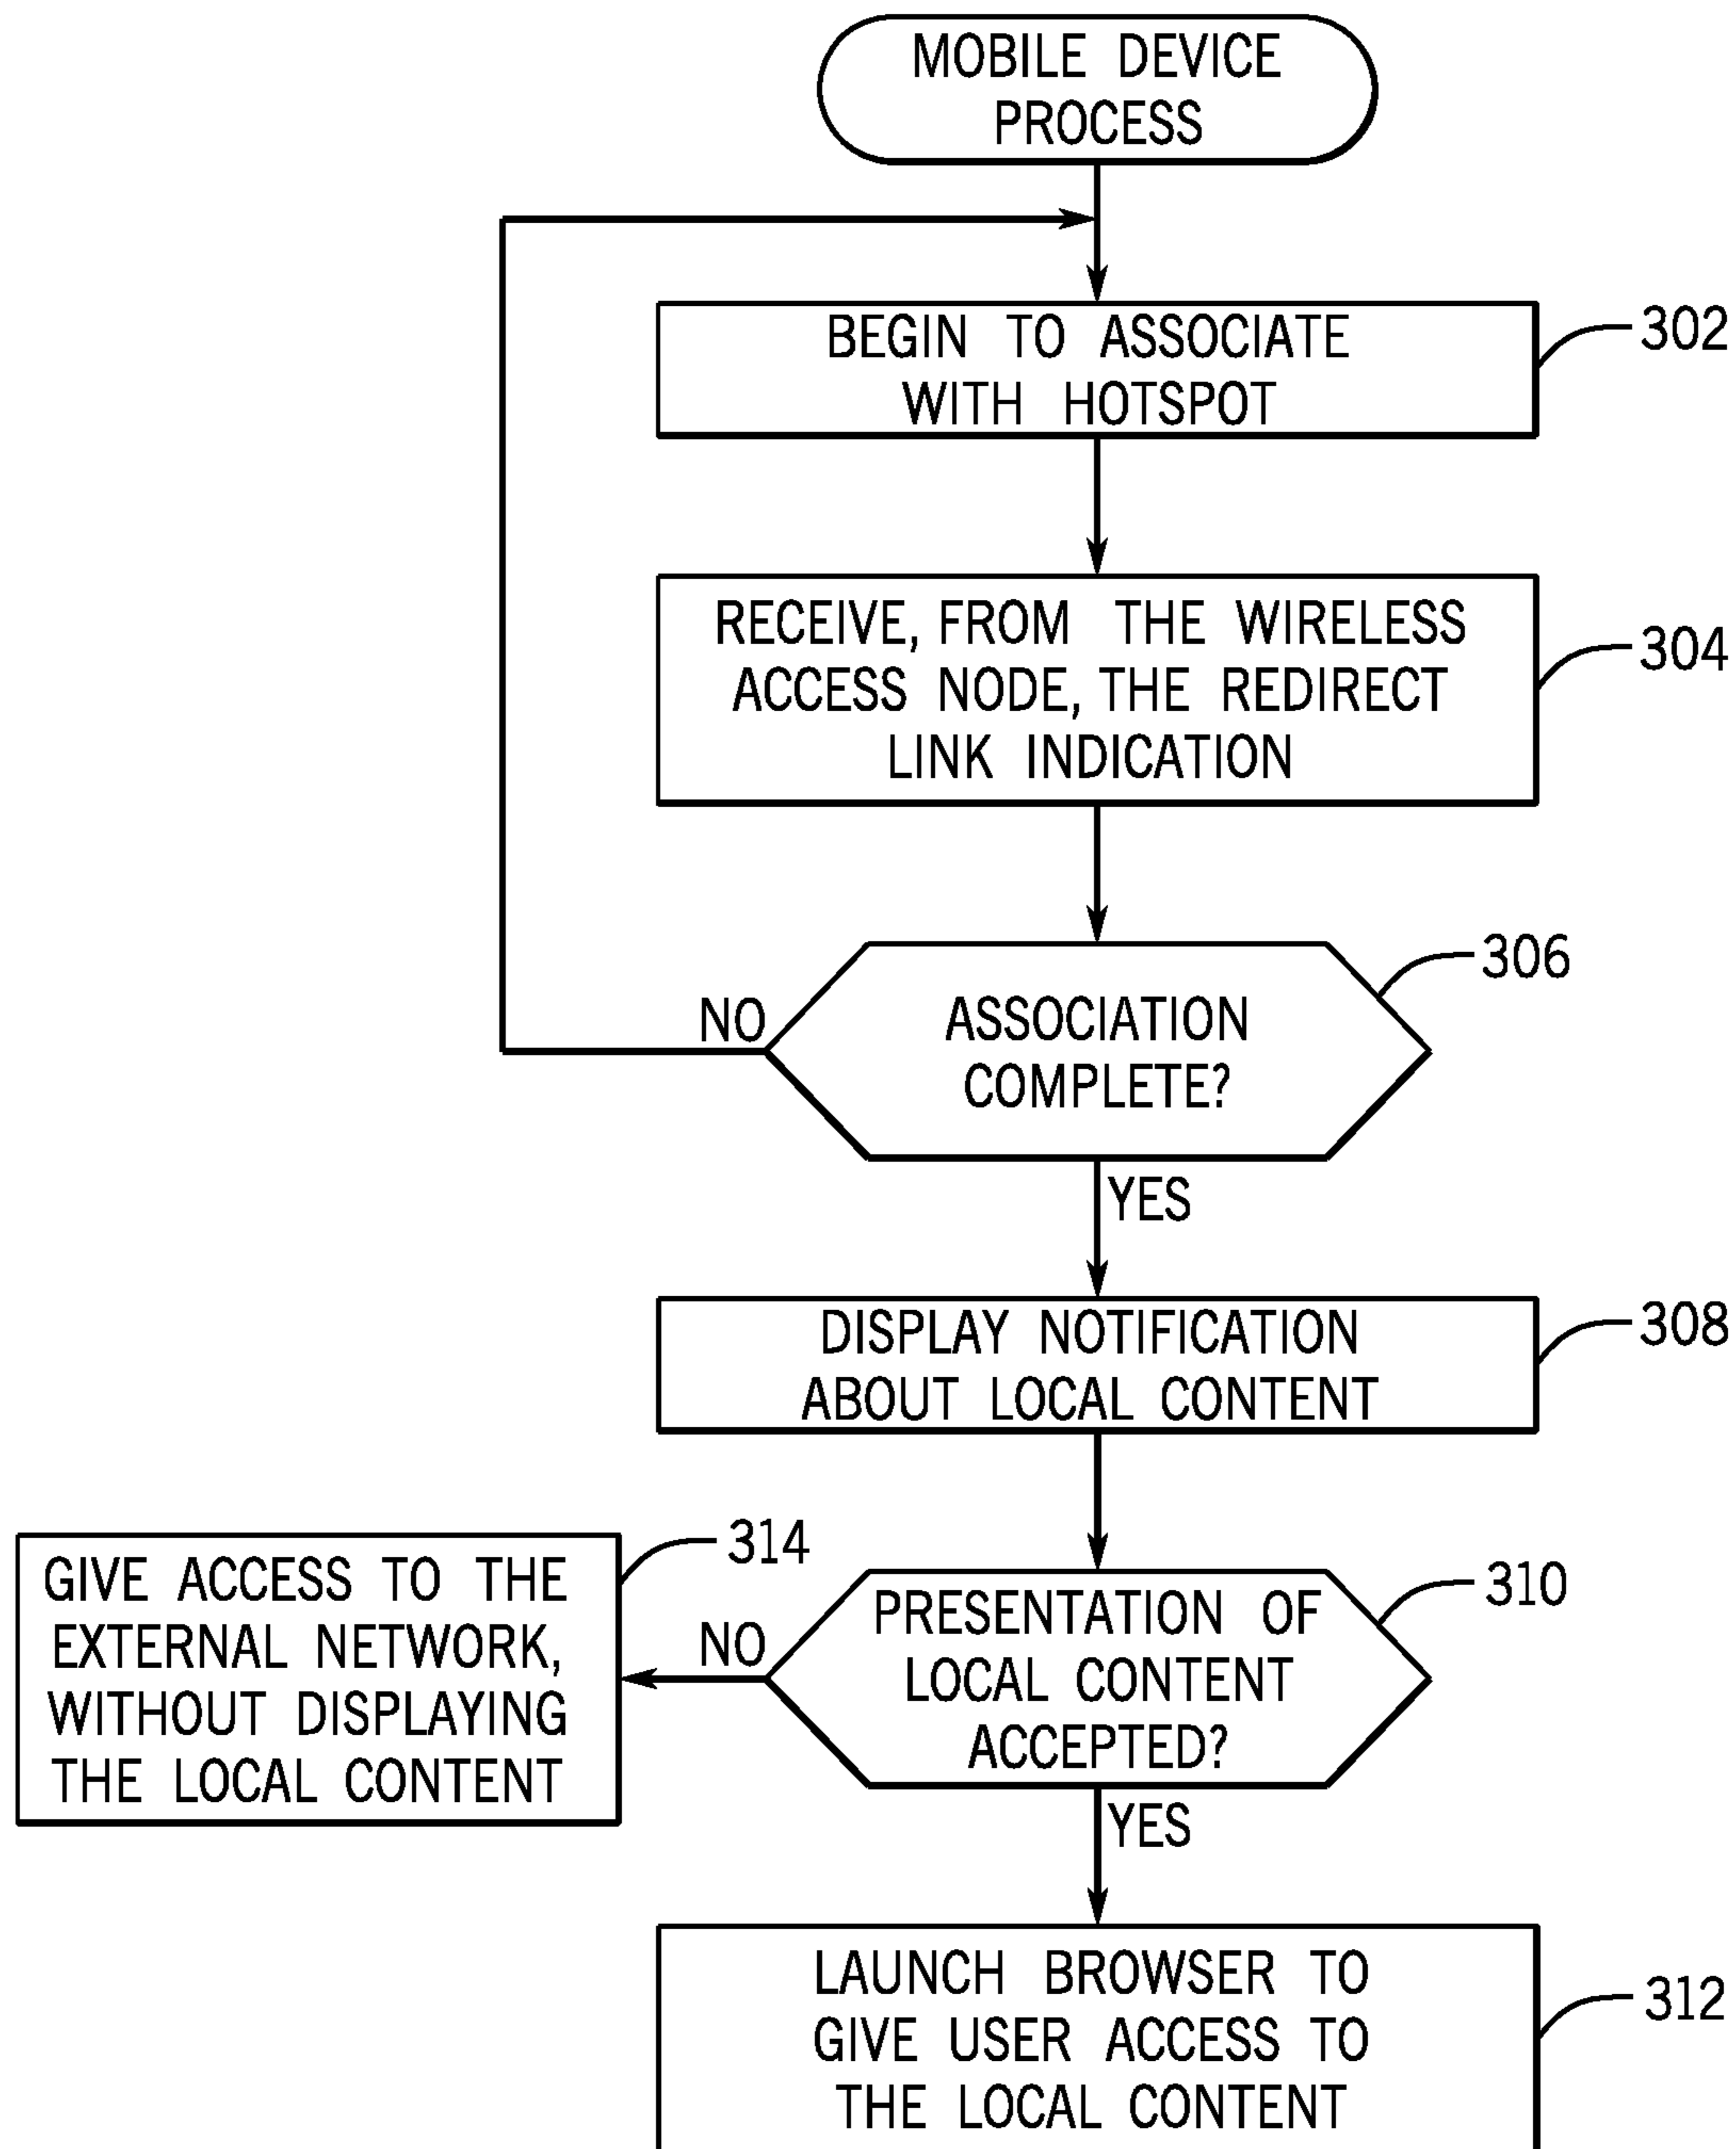 MOBILE DEVICE
PROCESS
BEGIN TO ASSOCIATE
WITH HOTSPOT
302
RECEIVE, FROM THE WIRELESS
ACCESS NODE, THE REDIRECT
LINK INDICATION
304
306
NO
ASSOCIATION
COMPLETE?
YES
DISPLAY NOTIFICATION
ABOUT LOCAL CONTENT
308
314
GIVE ACCESS TO THE
EXTERNAL NETWORK,
WITHOUT DISPLAYING
THE LOCAL CONTENT
310
NO
PRESENTATION OF
LOCAL CONTENT
ACCEPTED?
YES
LAUNCH BROWSER TO
GIVE USER ACCESS TO
THE LOCAL CONTENT
312